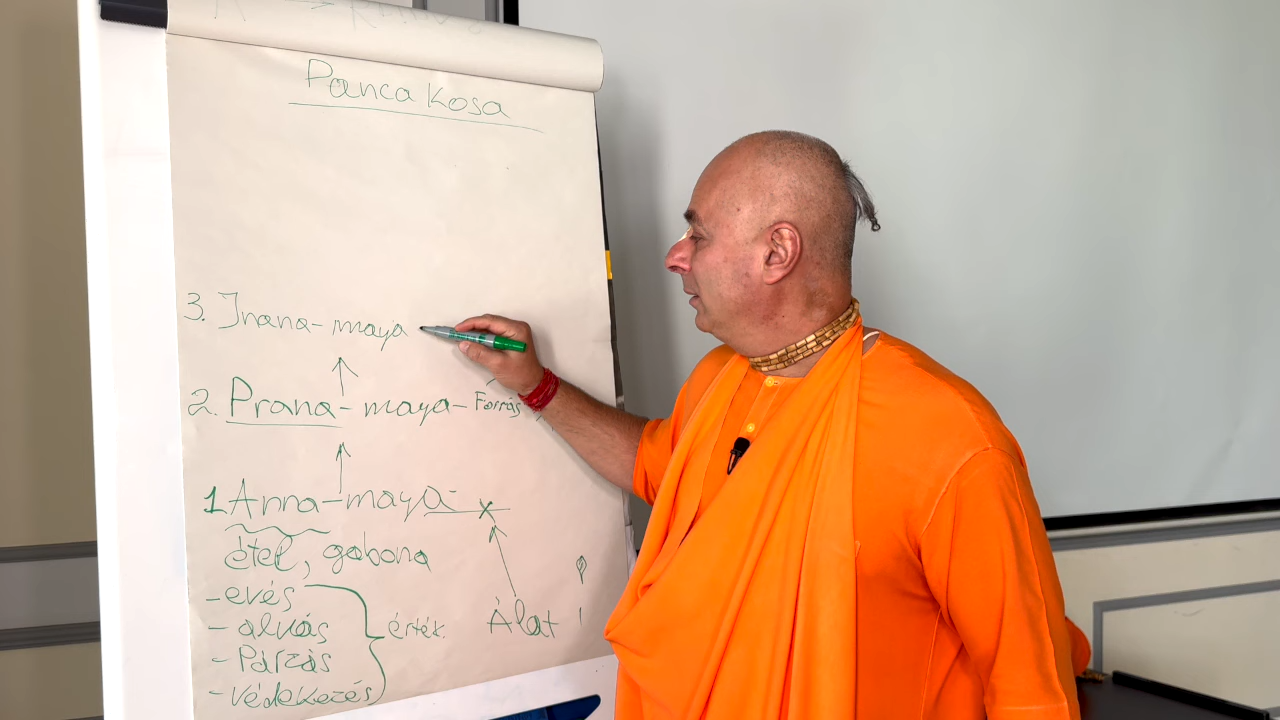 Panca Kosa
3. Jnana-maya
2. Prana-maya- Forrás
1. Anna-maya-
étel, gabona
-evés
- alvás
- Párzás
- védekezés
érték.
Àlat